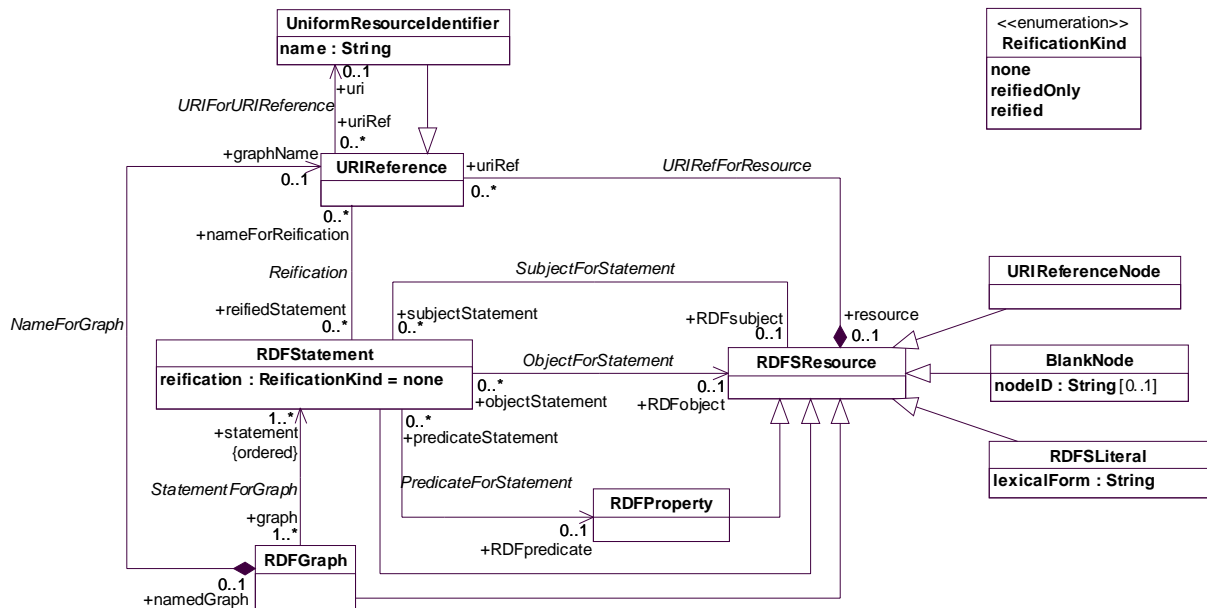 UniformResourceIdentifier
name : String
<<enumeration>>
ReificationKind
none
reifiedOnly
reified
0..1
+uri
URIForURIReference
+uriRef
0..*
+graphName
0..1
URIReference
+uriRef
0..*
URIRefForResource
0..*
+nameForReification
Reification
+reifiedStatement
0..*
SubjectForStatement
+subjectStatement
0..*
+RDFsubject
0..1
+resource
0..1
URIReferenceNode
NameForGraph
RDFStatement
reification : ReificationKind = none
ObjectForStatement
0..*
+objectStatement
0..1
+RDFobject
RDFSResource
BlankNode
nodeID : String [0..1]
1..*
+statement
{ordered}
0..*
+predicateStatement
RDFSLiteral
lexicalForm : String
StatementForGraph
PredicateForStatement
RDFProperty
0..1
+RDFpredicate
+graph
1..*
RDFGraph
0..1
+namedGraph